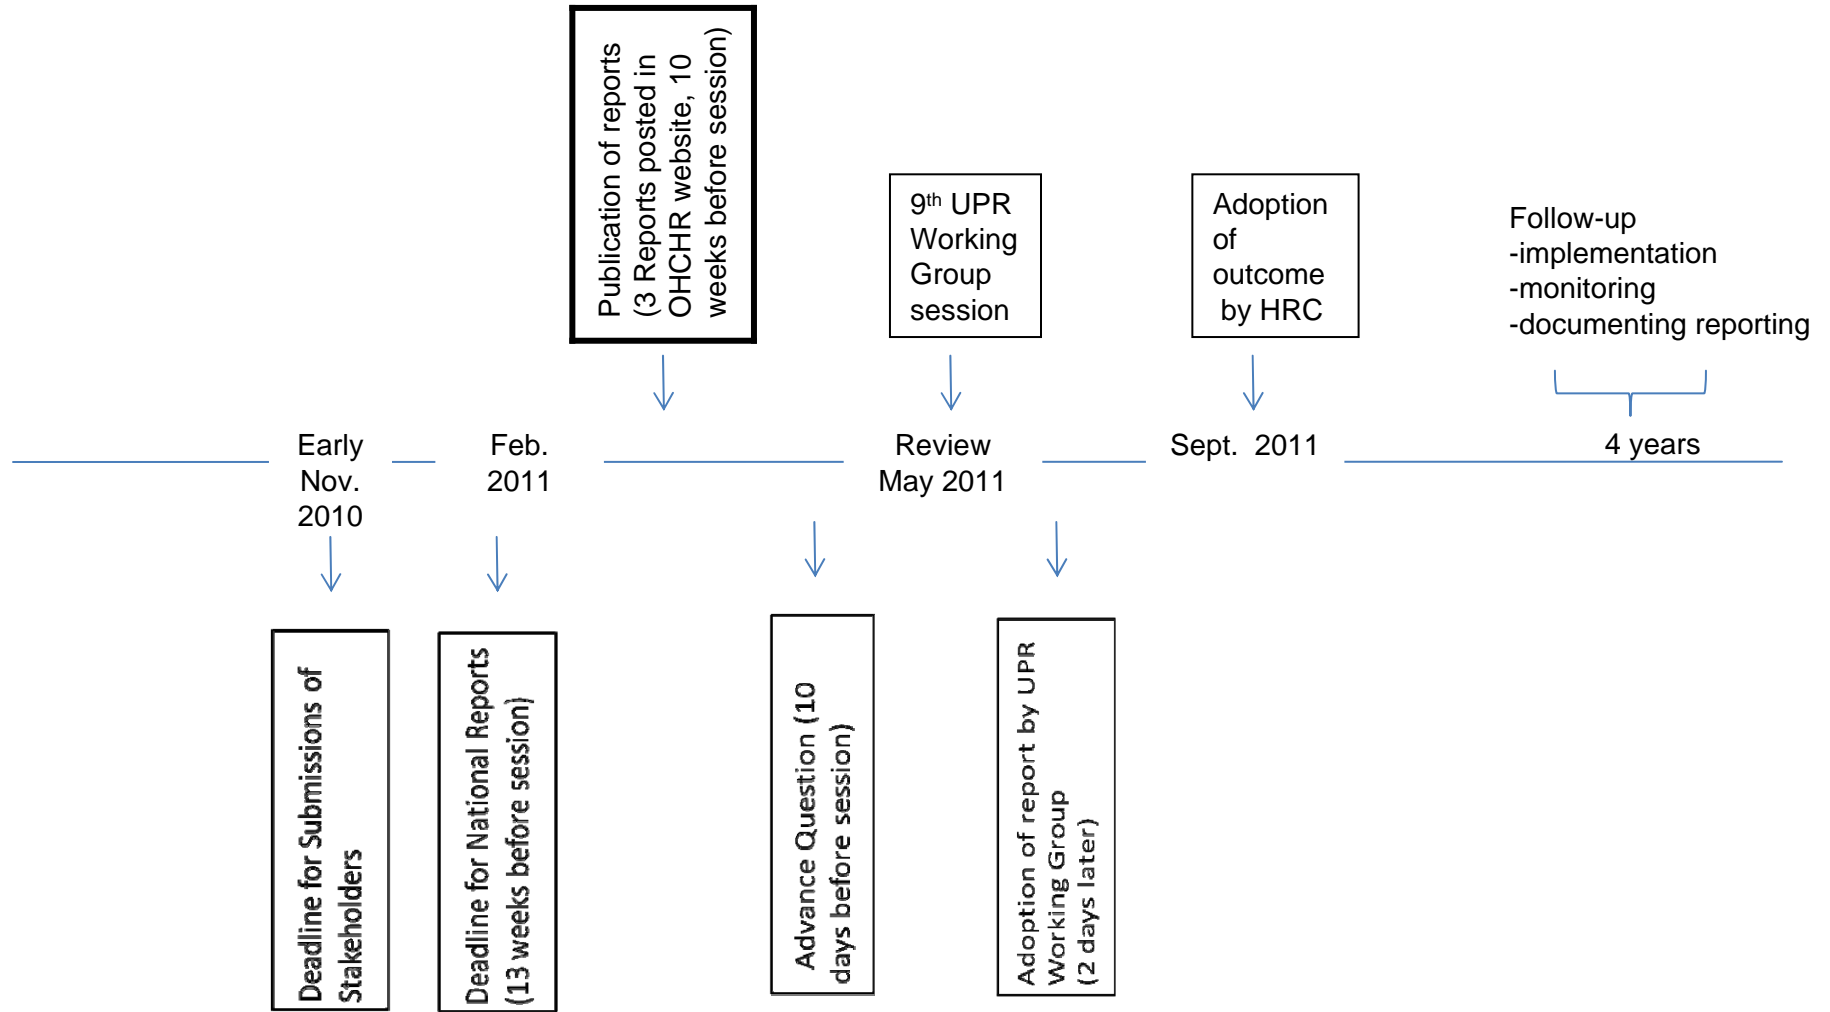 Publication of reports
(3 Reports posted in
OHCHR website, 10
weeks before session)
9th UPR
Working
Group
session
Adoption
of
outcome
by HRC
Follow-up
-implementation
-monitoring
-documenting reporting
Early
Nov.
2010
Feb.
2011
Review
May 2011
Sept. 2011
4 years
Deadline for Submissions of
Stakeholders
Deadline for National Reports
(13 weeks before session)
Advance Question (10
days before session)
Adoption of report by UPR
Working Group
(2 days later)